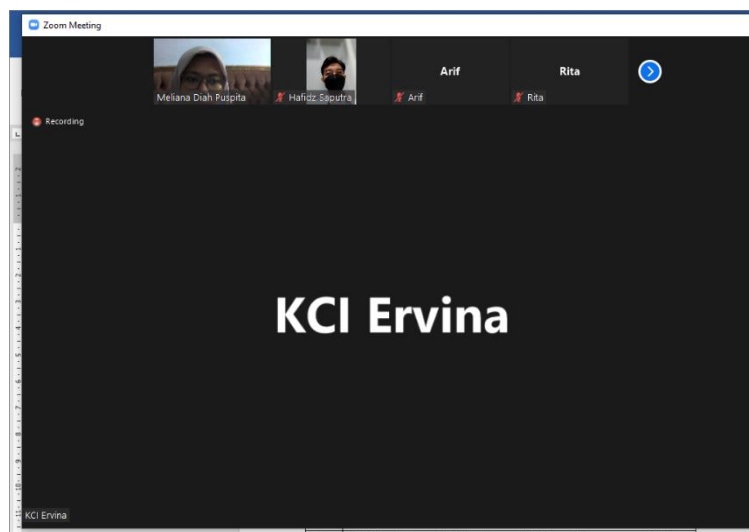 Zoom Meeting
Arif
Rita
Meliana Diah Puspita
Hafidz Saputra
Arif
Rita
Recording
KCI Ervina
KCI Ervina